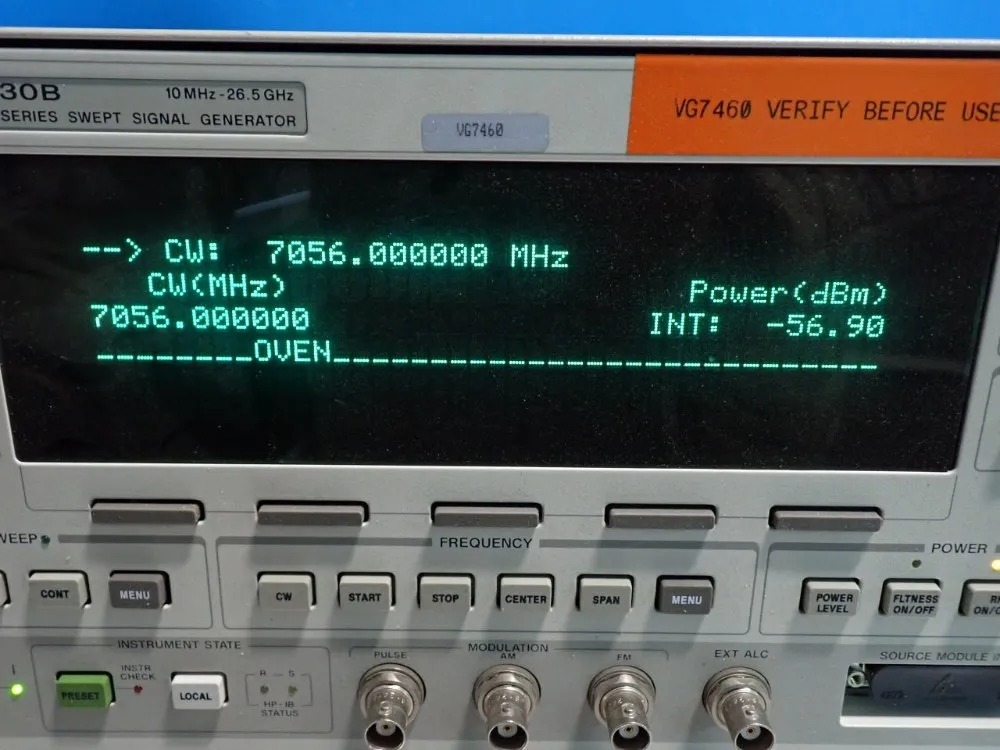 30B 10 MHz - 26.5 GHz
SERIES SWEPT SIGNAL GENERATOR
VG7460
VG7460 VERIFY BEFORE USE
--> CW: 7056.000000 MHz
CW(MHz) Power(dBm)
7056.000000 INT: -56.90
OVEN
FREQUENCY
POWER
CONT
MENU
CW
START
STOP
CENTER
SPAN
MENU
POWER LEVEL
FLTNESS ON/OFF
INSTRUMENT STATE
MODULATION
PULSE
AM
FM
EXT ALC
SOURCE MODULE
PRESET
INSTR CHECK
LOCAL
R S
HP-IB
STATUS